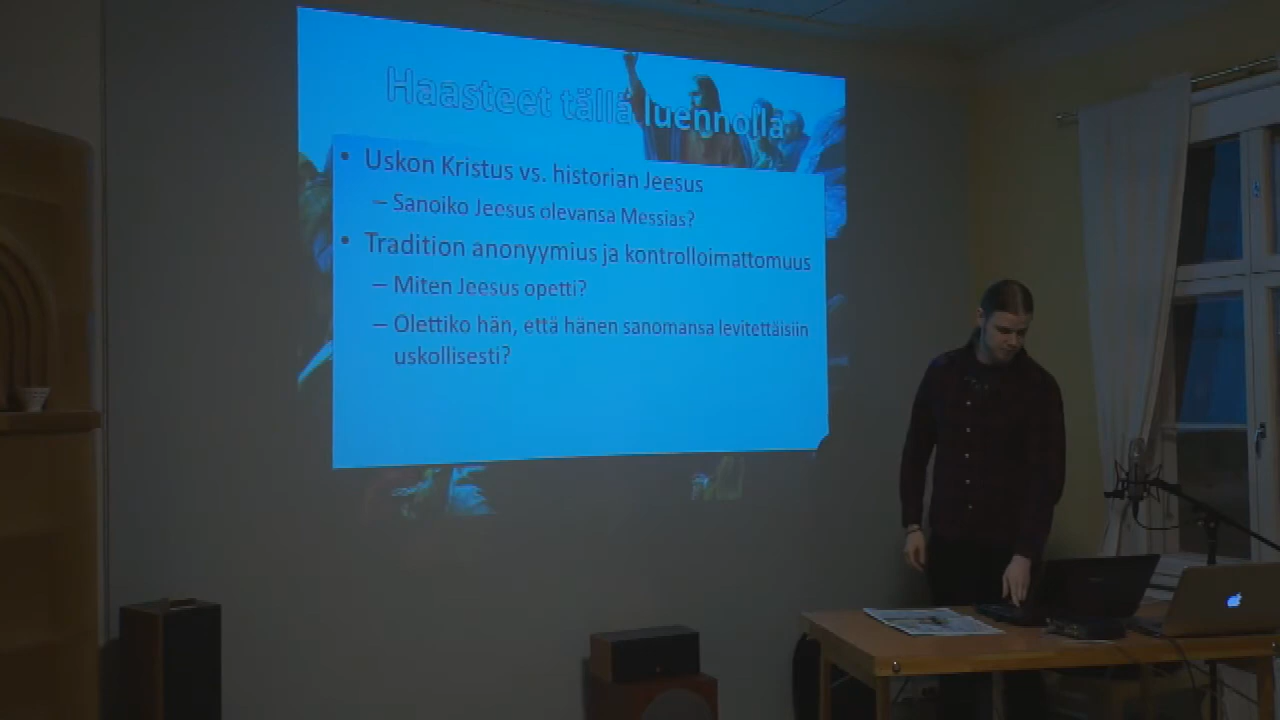 Haasteet tällä luennolla
• Uskon Kristus vs. historian Jeesus
– Sanoiko Jeesus olevansa Messias?
• Tradition anonyymius ja kontrolloimattomuus
– Miten Jeesus opetti?
– Olettiko hän, että hänen sanomansa levitettäisiin
uskollisesti?